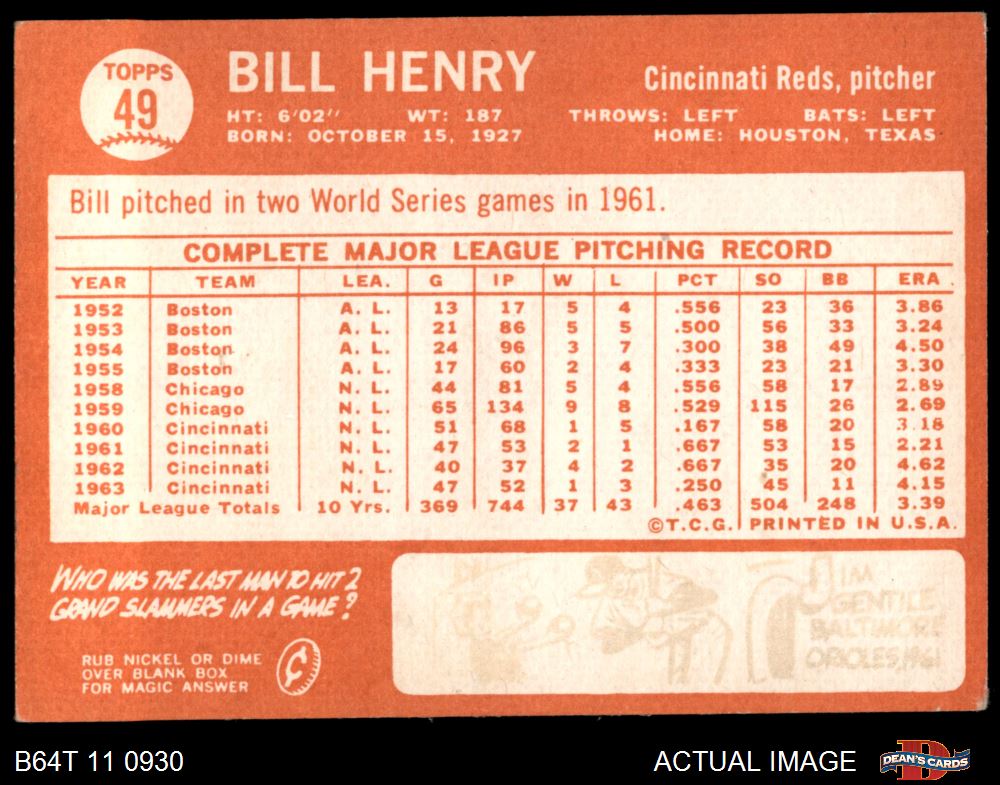 TOPPS
49
BILL HENRY
Cincinnati Reds, pitcher
HT: 6'02" WT: 187 THROWS: LEFT BATS: LEFT
BORN: OCTOBER 15, 1927 HOME: HOUSTON, TEXAS
Bill pitched in two World Series games in 1961.
COMPLETE MAJOR LEAGUE PITCHING RECORD
YEAR TEAM LEA. G IP W L PCT SO BB ERA
1952 Boston A. L. 13 17 5 4 .556 23 36 3.86
1953 Boston A. L. 21 86 5 5 .500 56 33 3.24
1954 Boston A. L. 24 96 3 7 .300 38 49 4.50
1955 Boston A. L. 17 60 2 4 .333 23 21 3.30
1958 Chicago N. L. 44 81 5 4 .556 58 17 2.89
1959 Chicago N. L. 65 134 9 8 .529 115 26 2.69
1960 Cincinnati N. L. 51 68 1 5 .167 58 20 3.18
1961 Cincinnati N. L. 47 53 2 1 .667 53 15 2.21
1962 Cincinnati N. L. 40 37 4 2 .667 35 20 4.62
1963 Cincinnati N. L. 47 52 1 3 .250 45 11 4.15
Major League Totals 10 Yrs. 369 744 37 43 .463 504 248 3.39
©T.C.G. PRINTED IN U.S.A.
WHO WAS THE LAST MAN TO HIT 2
GRAND SLAMMERS IN A GAME?
RUB NICKEL OR DIME
OVER BLANK BOX
FOR MAGIC ANSWER
¢
JIM
GENTILE
BALTIMORE
ORIOLES, 1961
B64T 11 0930
ACTUAL IMAGE
D
DEAN'S CARDS